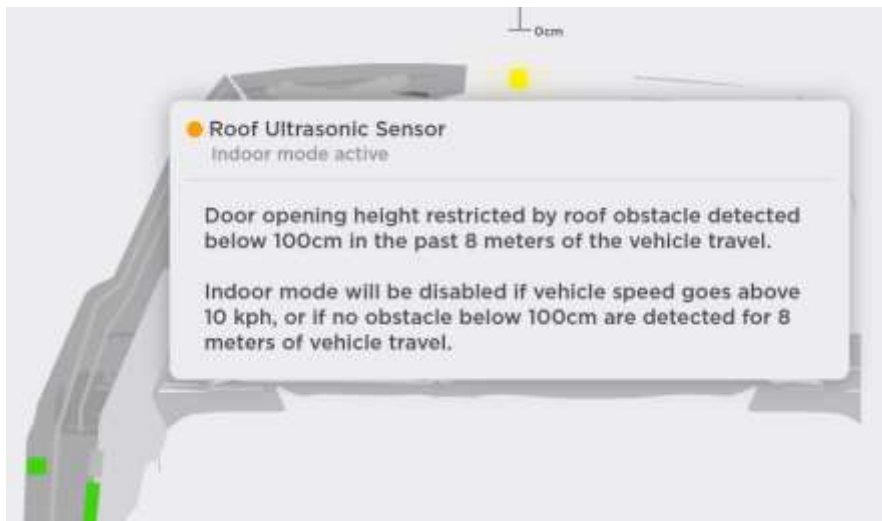 0cm
Roof Ultrasonic Sensor
Indoor mode active
Door opening height restricted by roof obstacle detected
below 100cm in the past 8 meters of the vehicle travel.
Indoor mode will be disabled if vehicle speed goes above
10 kph, or if no obstacle below 100cm are detected for 8
meters of vehicle travel.